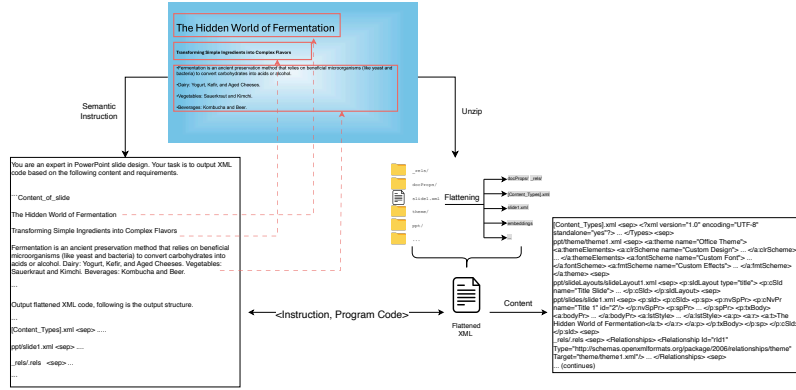 The Hidden World of Fermentation
Transforming Simple Ingredients into Complex Flavors
•Fermentation is an ancient preservation method that relies on beneficial microorganisms (like yeast and
bacteria) to convert carbohydrates into acids or alcohol.
•Dairy: Yogurt, Kefir, and Aged Cheeses.
•Vegetables: Sauerkraut and Kimchi.
•Beverages: Kombucha and Beer.
Semantic
Instruction
Unzip
You are an expert in PowerPoint slide design. Your task is to output XML
code based on the following content and requirements.
```Content_of_slide
The Hidden World of Fermentation
Transforming Simple Ingredients into Complex Flavors
Fermentation is an ancient preservation method that relies on beneficial
microorganisms (like yeast and bacteria) to convert carbohydrates into
acids or alcohol. Dairy: Yogurt, Kefir, and Aged Cheeses. Vegetables:
Sauerkraut and Kimchi. Beverages: Kombucha and Beer.
```
Output flattened XML code, following is the output structure.
```
[Content_Types].xml <sep> .....
ppt/slide1.xml <sep> ....
_rels/.rels <sep> ...
```
_rels/
docProps/
slide1.xml
theme/
ppt/
...
Flattening
docProps/ _rels/
[Content_Types].xml
slide1.xml
embeddings
...
<Instruction, Program Code>
Flattened
XML
Content
[Content_Types].xml <sep> <?xml version="1.0" encoding="UTF-8"
standalone="yes"?> ... </Types> <sep>
ppt/theme/theme1.xml <sep> <a:theme name="Office Theme">
<a:themeElements> <a:clrScheme name="Custom Design"> ... </a:clrScheme>
... </a:themeElements> <a:fontScheme name="Custom Font"> ...
</a:fontScheme> <a:fmtScheme name="Custom Effects"> ... </a:fmtScheme>
</a:theme> <sep>
ppt/slideLayouts/slideLayout1.xml <sep> <p:sldLayout type="title"> <p:cSld
name="Title Slide"> ... </p:cSld> </p:sldLayout> <sep>
ppt/slides/slide1.xml <sep> <p:sld> <p:cSld> <p:sp> <p:nvSpPr> <p:cNvPr
name="Title 1" id="2"/> </p:nvSpPr> <p:spPr> ... </p:spPr> <p:txBody>
<a:bodyPr> ... </a:bodyPr> <a:lstStyle> ... </a:lstStyle> <a:p> <a:r> <a:t>The
Hidden World of Fermentation</a:t> </a:r> </a:p> </p:txBody> </p:sp> </p:cSld>
</p:sld> <sep>
_rels/.rels <sep> <Relationships> <Relationship Id="rId1"
Type="http://schemas.openxmlformats.org/package/2006/relationships/theme"
Target="theme/theme1.xml"/> ... </Relationships> <sep>
... (continues)